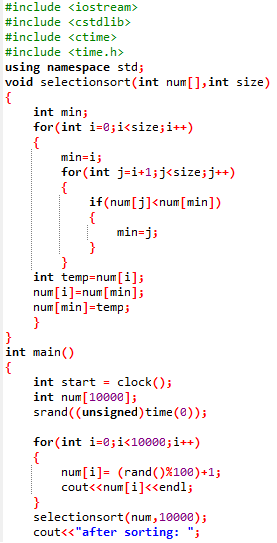 #include <iostream>
#include <cstdlib>
#include <ctime>
#include <time.h>
using namespace std;
void selectionsort(int num[],int size)
{
    int min;
    for(int i=0;i<size;i++)
    {
        min=i;
        for(int j=i+1;j<size;j++)
        {
            if(num[j]<num[min])
            {
                min=j;
            }
        }
    int temp=num[i];
    num[i]=num[min];
    num[min]=temp;
    }
}
int main()
{
    int start = clock();
    int num[10000];
    srand((unsigned)time(0));
    for(int i=0;i<10000;i++)
    {
        num[i]= (rand()%100)+1;
        cout<<num[i]<<endl;
    }
    selectionsort(num,10000);
    cout<<"after sorting: ";